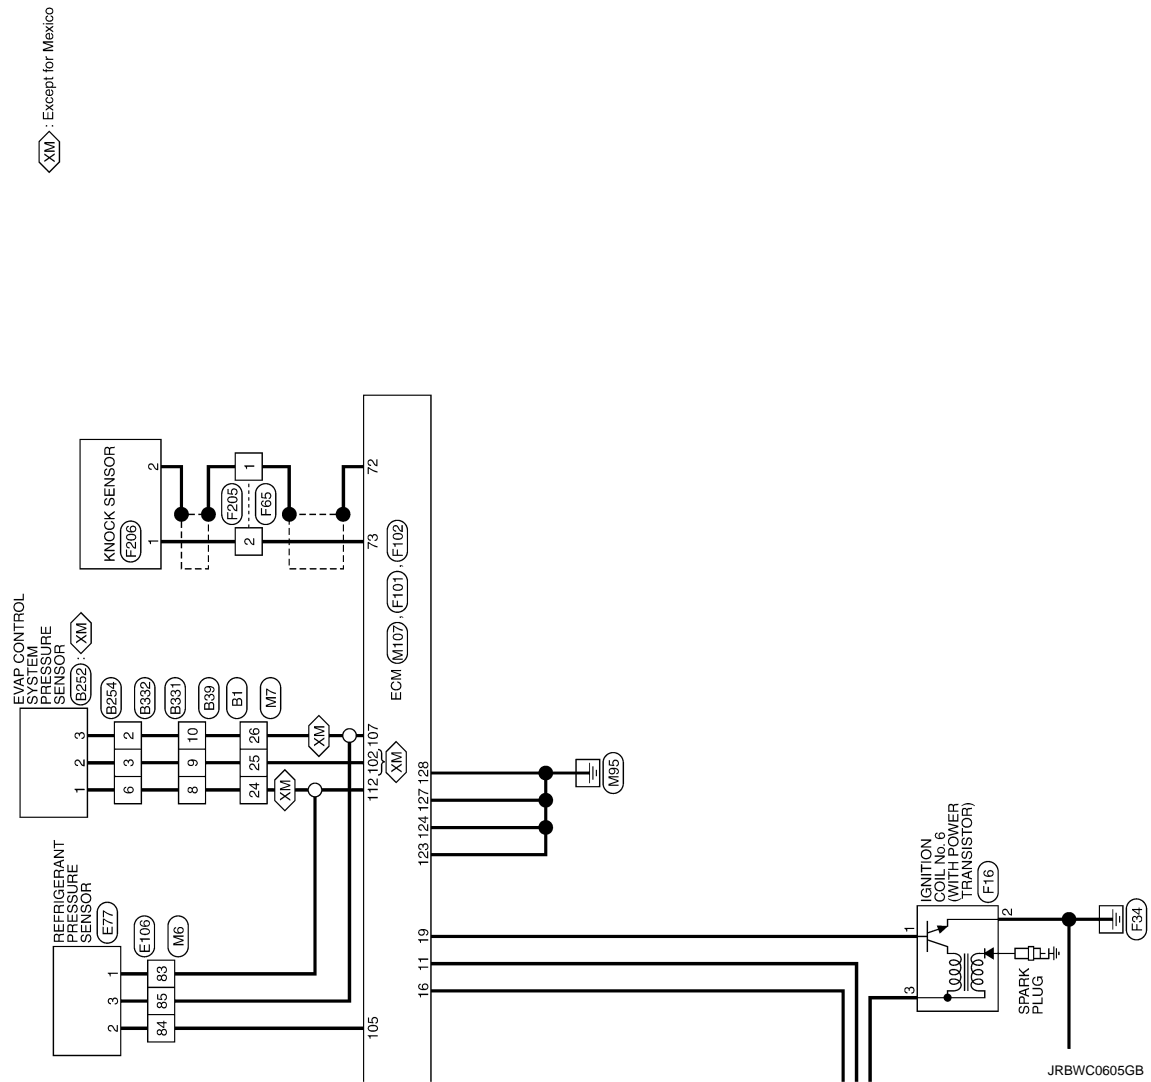 XM : Except for Mexico
KNOCK SENSOR
F206
1
2
F205
F65
2
1
73
72
EVAP CONTROL
SYSTEM
PRESSURE
SENSOR
B252 : XM
1
2
3
B254
6
3
2
B332
B331
8
9
10
B39
B1
24
25
26
M7
XM
XM
112
102
107
XM
REFRIGERANT
PRESSURE
SENSOR
E77
2
3
1
E106
84
85
83
M6
105
ECM M107 , F101 , F102
16
11
19
123
124
127
128
M95
IGNITION
COIL No. 6
(WITH POWER
TRANSISTOR)
F16
3
1
2
SPARK
PLUG
F34
JRBWC0605GB